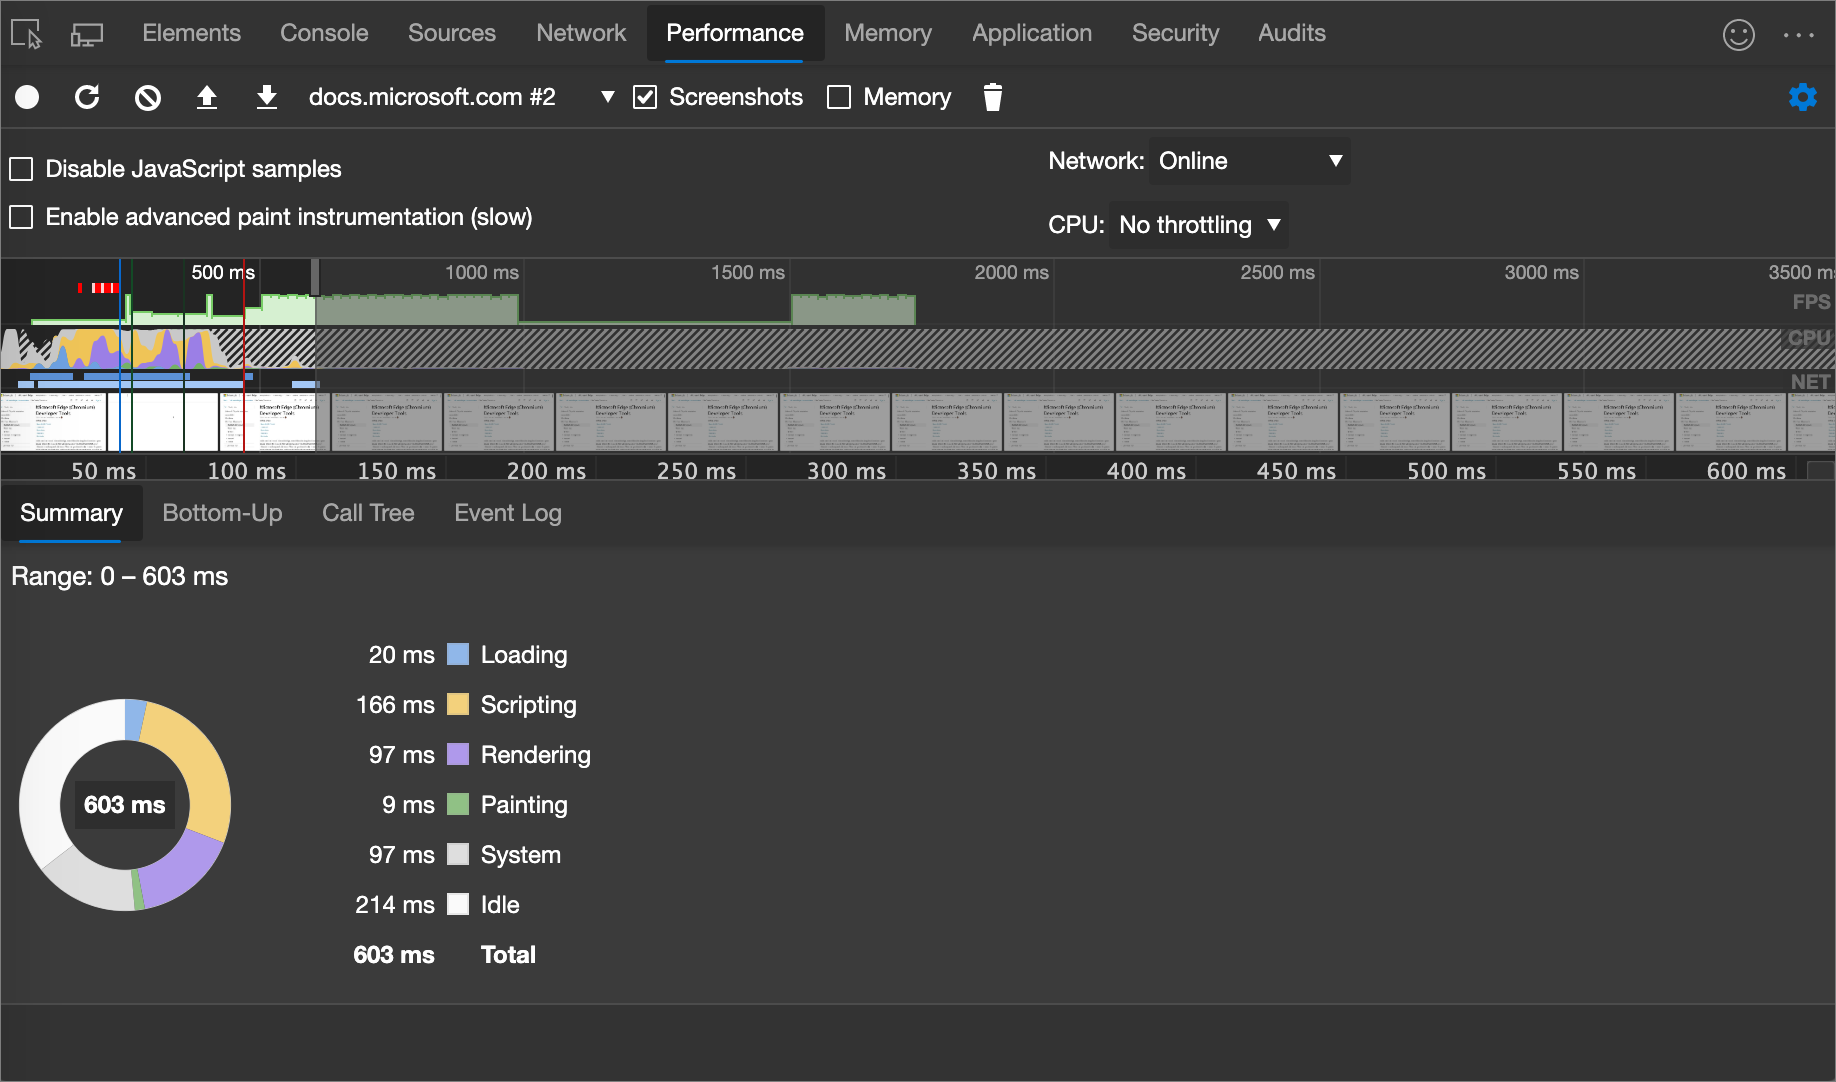 Elements Console Sources Network Performance Memory Application Security Audits
docs.microsoft.com #2 Screenshots Memory
Disable JavaScript samples
Network: Online
Enable advanced paint instrumentation (slow)
CPU: No throttling
500 ms 1000 ms 1500 ms 2000 ms 2500 ms 3000 ms 3500 ms
FPS
CPU
NET
Microsoft Edge (Chromium)
Developer Tools
50 ms 100 ms 150 ms 200 ms 250 ms 300 ms 350 ms 400 ms 450 ms 500 ms 550 ms 600 ms
Summary Bottom-Up Call Tree Event Log
Range: 0 – 603 ms
20 ms Loading
166 ms Scripting
97 ms Rendering
9 ms Painting
603 ms
97 ms System
214 ms Idle
603 ms Total